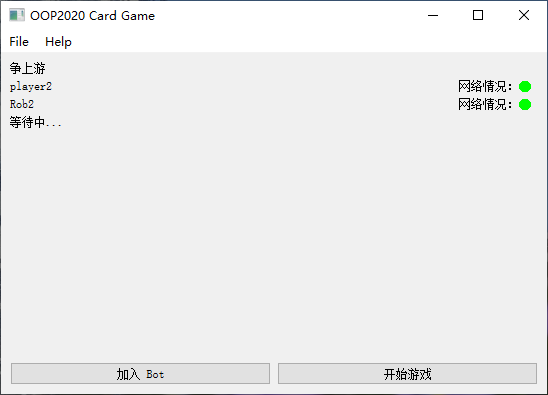 OOP2020 Card Game
File Help
争上游
player2 网络情况:
Rob2 网络情况:
等待中...
加入 Bot 开始游戏